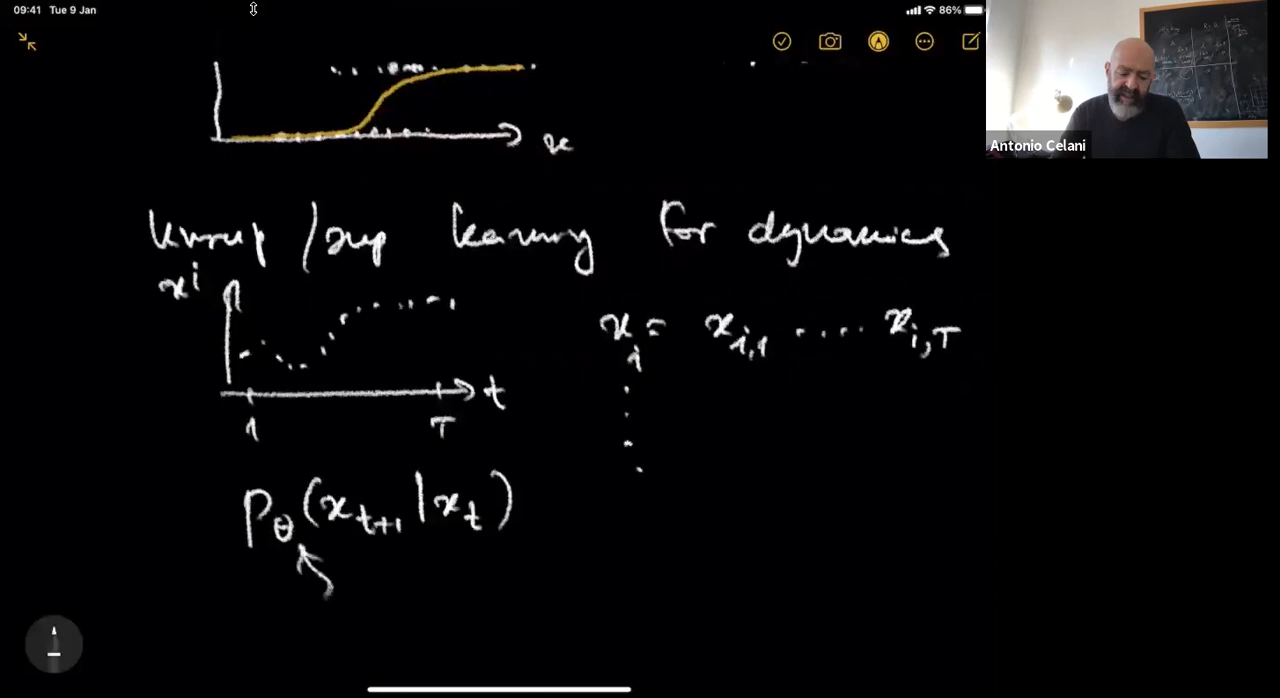 09:41 Tue 9 Jan
86%
Antonio Celani
x
Unsup / sup learning for dynamics
x^i
x_i = x_{i,1} .... x_{i,T}
t
1 T
P_θ(x_{t+1} | x_t)